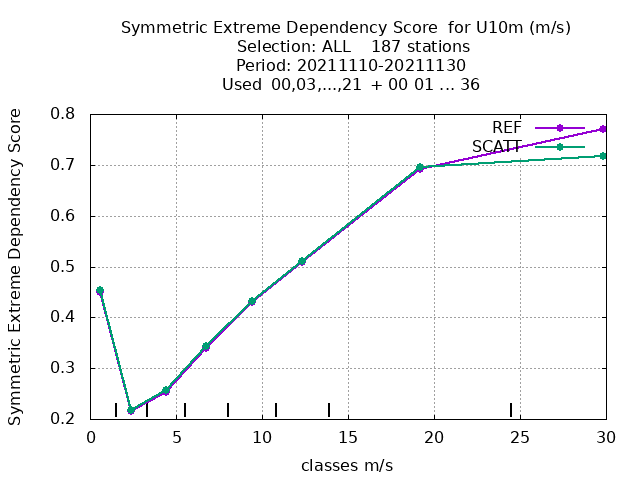 Symmetric Extreme Dependency Score for U10m (m/s)
Selection: ALL 187 stations
Period: 20211110-20211130
Used 00,03,...,21 + 00 01 ... 36
Symmetric Extreme Dependency Score
0.8
0.7
0.6
0.5
0.4
0.3
0.2
REF
SCATT
0 5 10 15 20 25 30
classes m/s